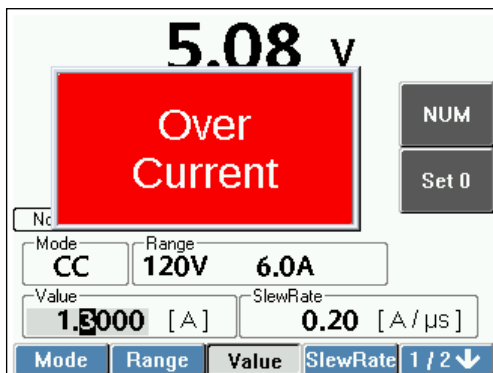 5.08 V
Over
Current
NUM
Set 0
Mode
CC
Range
120V 6.0A
Value
1.3000 [A]
SlewRate
0.20 [A/µs]
Mode Range Value SlewRate 1/2